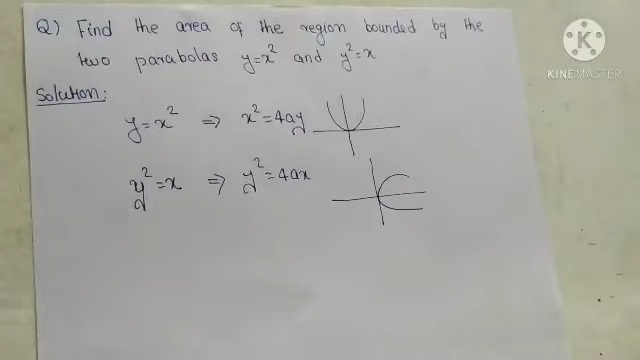 Q) Find the area of the region bounded by the
two parabolas y=x² and y²=x
Solution:
y=x² ⇒ x²=4ay
y²=x ⇒ y²=4ax
K
KINEMASTER